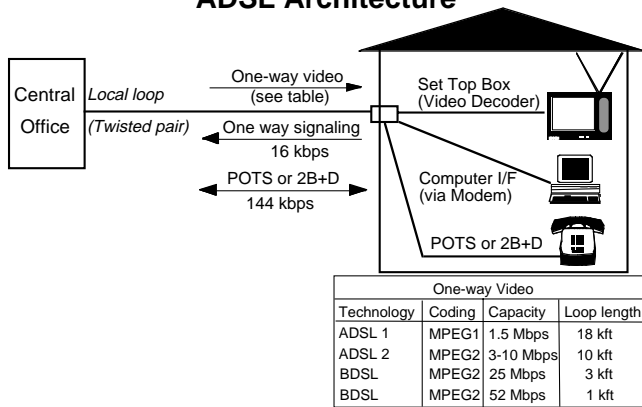 ADSL Architecture
Central
Office
Local loop
(Twisted pair)
One-way video
(see table)
One way signaling
16 kbps
POTS or 2B+D
144 kbps
Set Top Box
(Video Decoder)
Computer I/F
(via Modem)
POTS or 2B+D
One-way Video
Technology Coding Capacity Loop length
ADSL 1 MPEG1 1.5 Mbps 18 kft
ADSL 2 MPEG2 3-10 Mbps 10 kft
BDSL MPEG2 25 Mbps 3 kft
BDSL MPEG2 52 Mbps 1 kft